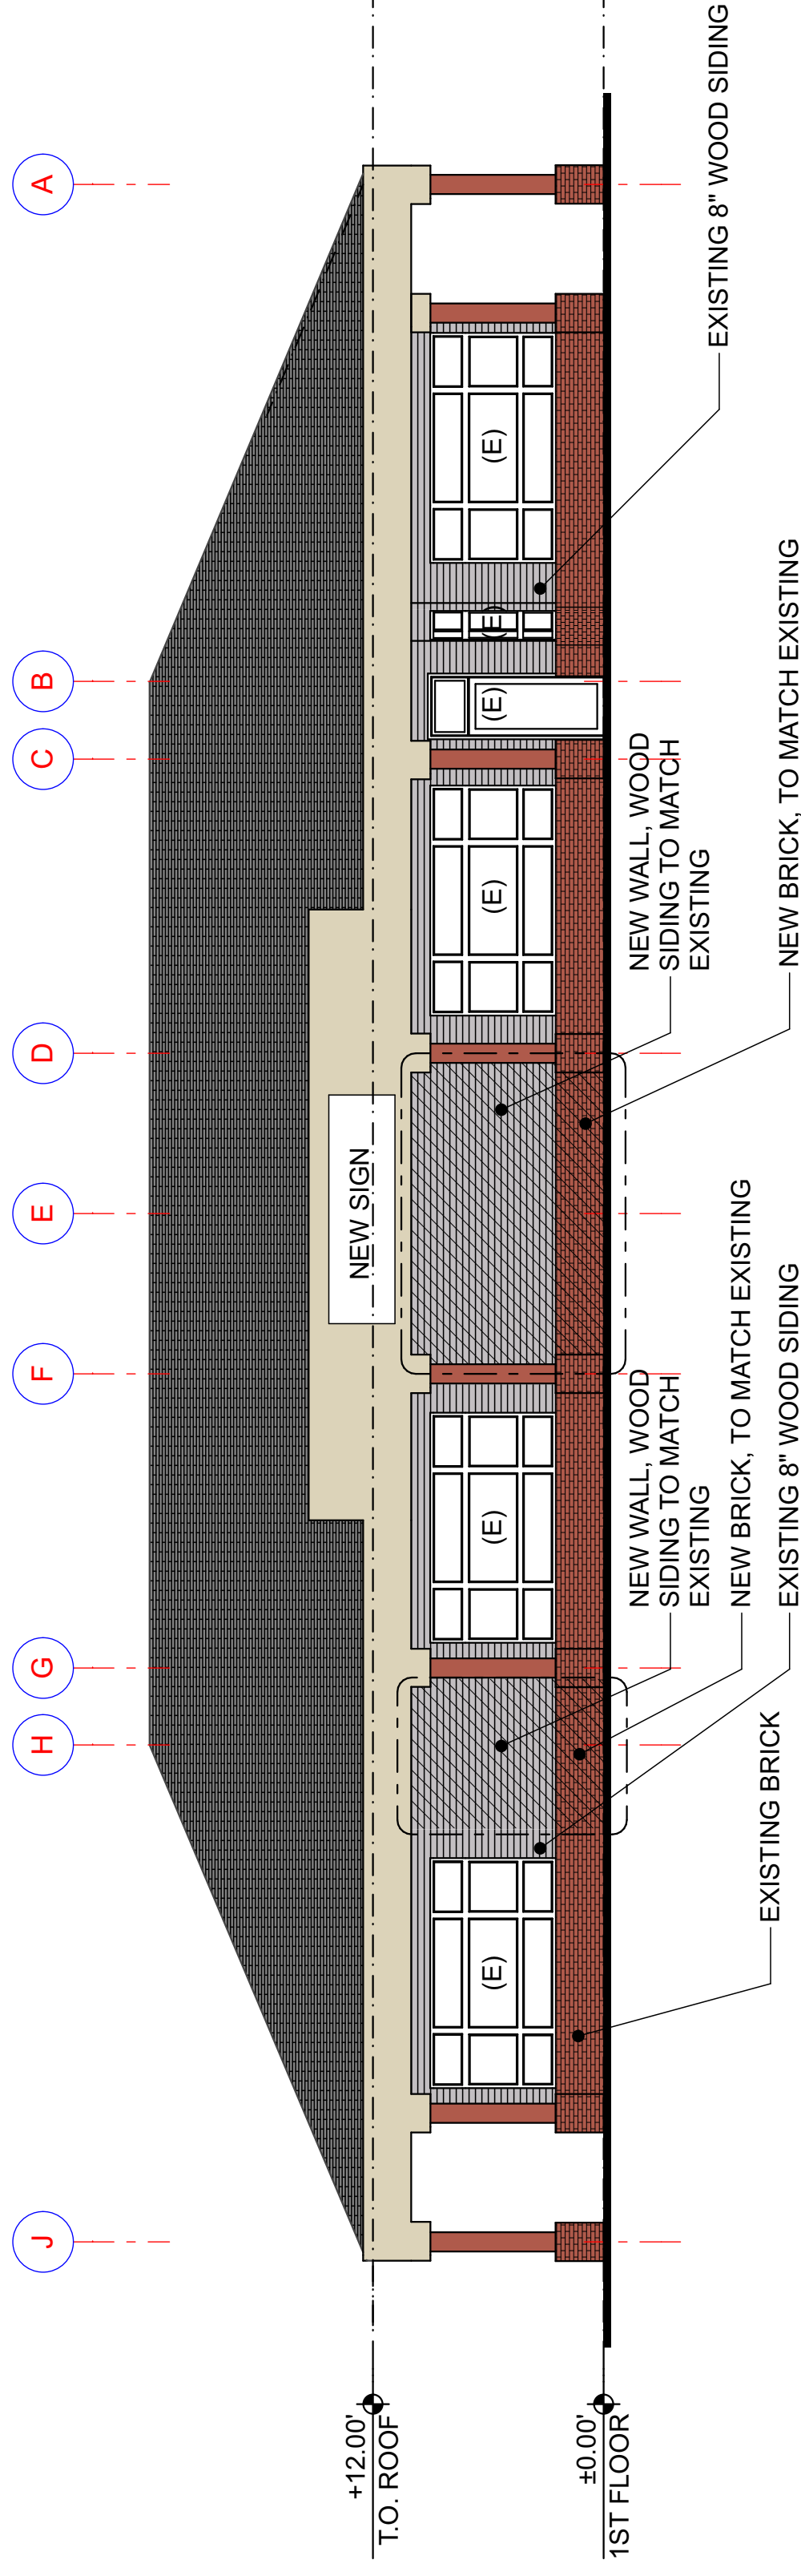 J
H
G
F
E
D
C
B
A
NEW SIGN
+12.00'
T.O. ROOF
(E)
(E)
(E)
(E)
(E)
(E)
±0.00'
1ST FLOOR
NEW WALL, WOOD
SIDING TO MATCH
EXISTING
NEW BRICK, TO MATCH EXISTING
EXISTING 8" WOOD SIDING
EXISTING BRICK
NEW WALL, WOOD
SIDING TO MATCH
EXISTING
NEW BRICK, TO MATCH EXISTING
EXISTING 8" WOOD SIDING